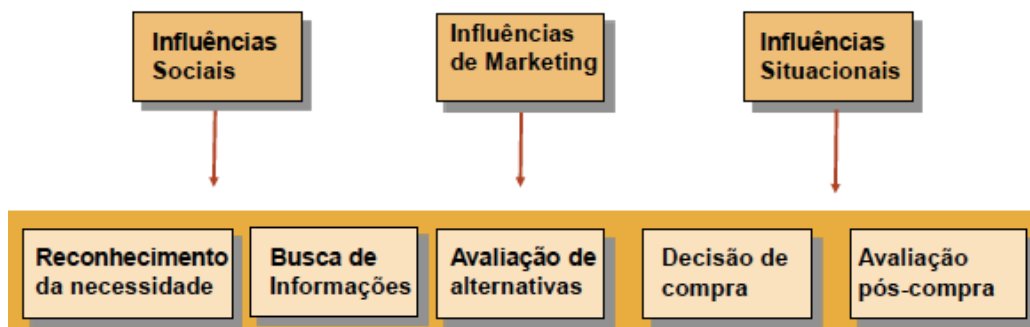 Influências
Sociais
Influências
de Marketing
Influências
Situacionais
Reconhecimento
da necessidade
Busca de
Informações
Avaliação de
alternativas
Decisão de
compra
Avaliação
pós-compra